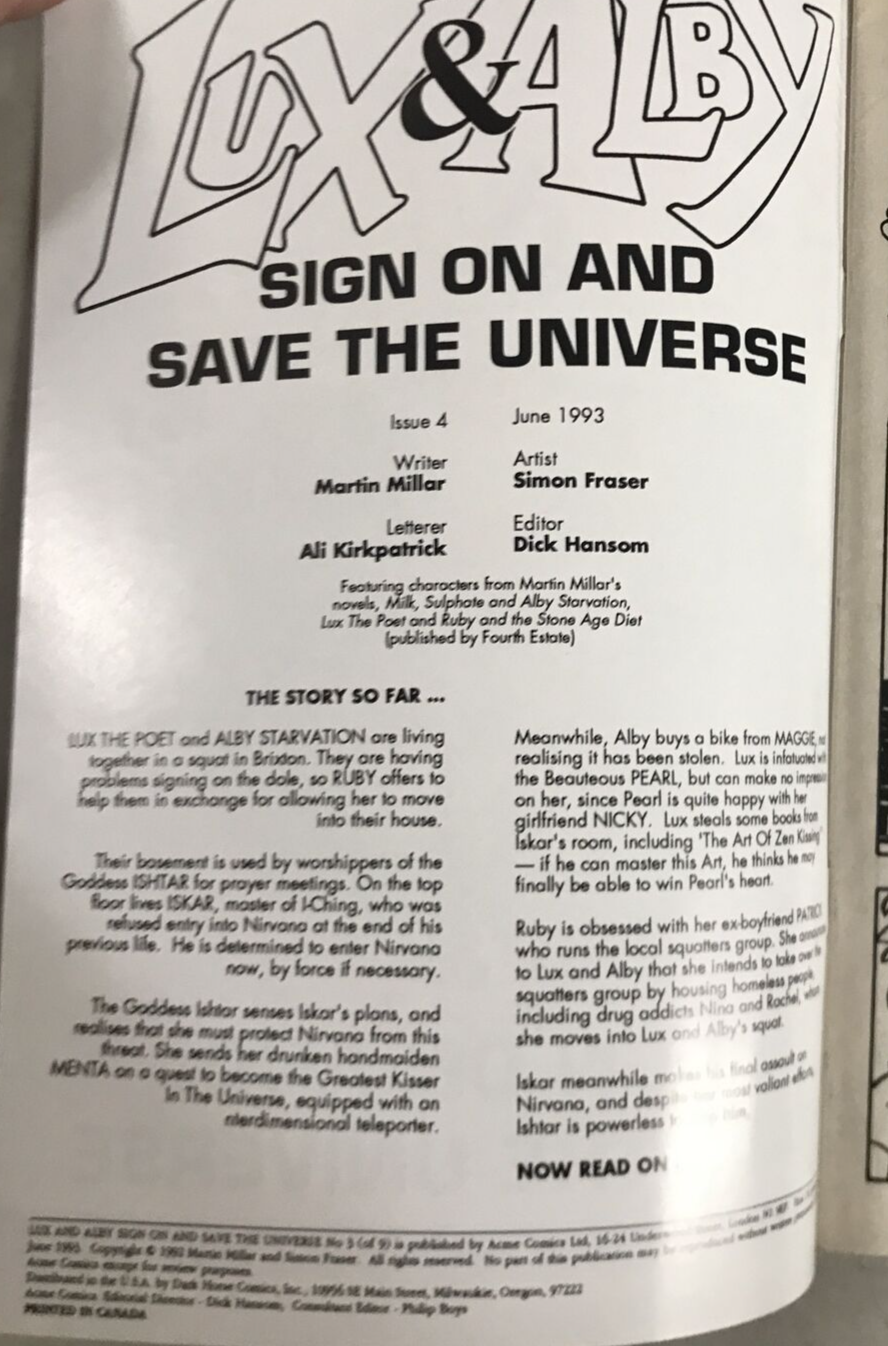 LUX & ALBY
SIGN ON AND
SAVE THE UNIVERSE
Issue 4 June 1993
Writer Artist
Martin Millar Simon Fraser
Letterer Editor
Ali Kirkpatrick Dick Hansom
Featuring characters from Martin Millar's
novels, Milk, Sulphate and Alby Starvation,
Lux The Poet and Ruby and the Stone Age Diet
(published by Fourth Estate)
THE STORY SO FAR ...
LUX THE POET and ALBY STARVATION are living
together in a squat in Brixton. They are having
problems signing on the dole, so RUBY offers to
help them in exchange for allowing her to move
into their house.
Their basement is used by worshippers of the
Goddess ISHTAR for prayer meetings. On the top
floor lives ISKAR, master of I-Ching, who was
refused entry into Nirvana at the end of his
previous life. He is determined to enter Nirvana
now, by force if necessary.
The Goddess Ishtar senses Iskar's plans, and
realises that she must protect Nirvana from this
threat. She sends her drunken handmaiden
MENTA on a quest to become the Greatest Kisser
In The Universe, equipped with an
nterdimensional teleporter.
Meanwhile, Alby buys a bike from MAGGIE,
realising it has been stolen. Lux is infatuated
the Beauteous PEARL, but can make no
on her, since Pearl is quite happy with her
girlfriend NICKY. Lux steals some books from
Iskar's room, including 'The Art Of Zen Kissing'
— if he can master this Art, he thinks he may
finally be able to win Pearl's heart.
Ruby is obsessed with her ex-boyfriend
who runs the local squatters group. She
to Lux and Alby that she intends to take over
squatters group by housing homeless people,
including drug addicts Nina and Rachel,
she moves into Lux and Alby's squat.
Iskar meanwhile makes his final assault on
Nirvana, and most valiant
Ishtar is powerless
NOW READ ON
LUX AND ALBY SIGN ON AND SAVE THE UNIVERSE No 3 (of 9) is published by Acme Comics Ltd, 16-24 Street, London N1
June 1993. Copyright © 1993 Martin Millar and Simon Fraser. All rights reserved. No part of this publication may be reproduced without
Acme Comics except for review purposes.
Distributed in the U.S.A. by Dark Horse Comics, Inc., 10956 SE Main Street, Milwaukie, Oregon, 97222
Acme Comics Editorial Director - Dick Hansom, Consultant Editor - Philip Boys
PRINTED IN CANADA